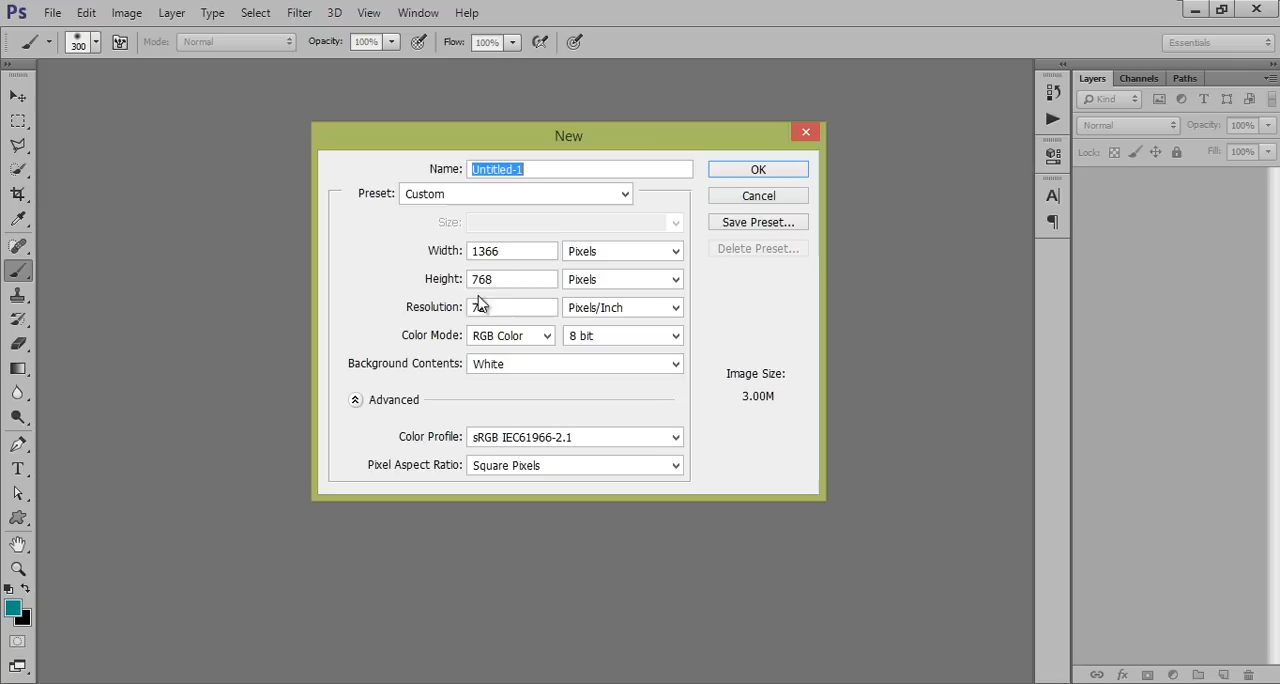 Ps File Edit Image Layer Type Select Filter 3D View Window Help
300 Mode: Normal Opacity: 100% Flow: 100% Essentials
Layers Channels Paths
Kind
Normal Opacity: 100%
Lock: Fill: 100%
New
Name: Untitled-1 OK
Preset: Custom Cancel
Size: Save Preset...
Width: 1366 Pixels Delete Preset...
Height: 768 Pixels
Resolution: Pixels/Inch
Color Mode: RGB Color 8 bit
Background Contents: White
Image Size:
3.00M
Advanced
Color Profile: sRGB IEC61966-2.1
Pixel Aspect Ratio: Square Pixels